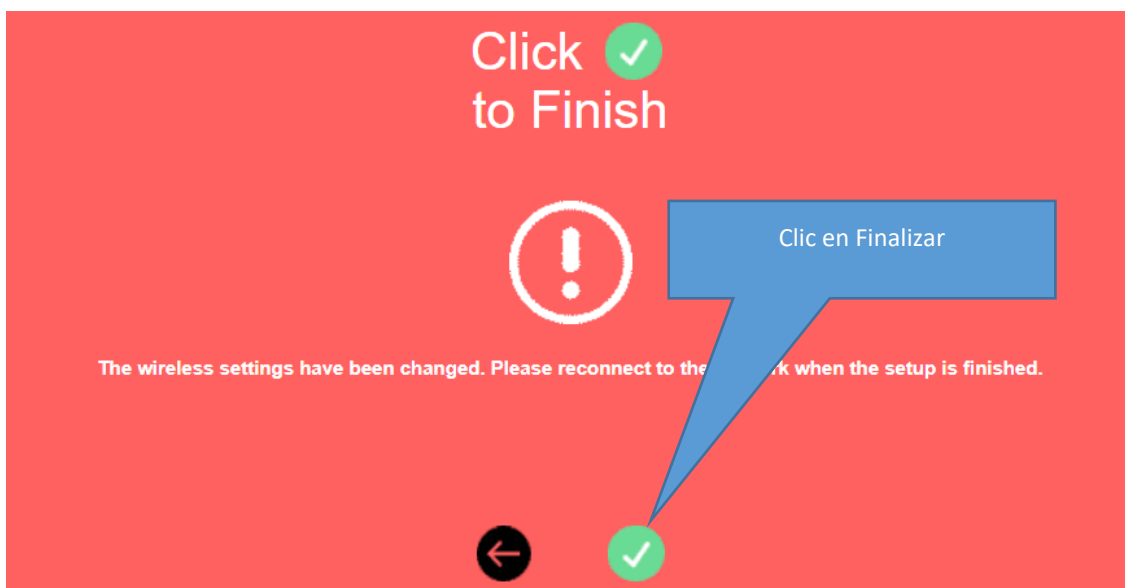 Click
to Finish
Clic en Finalizar
The wireless settings have been changed. Please reconnect to the when the setup is finished.